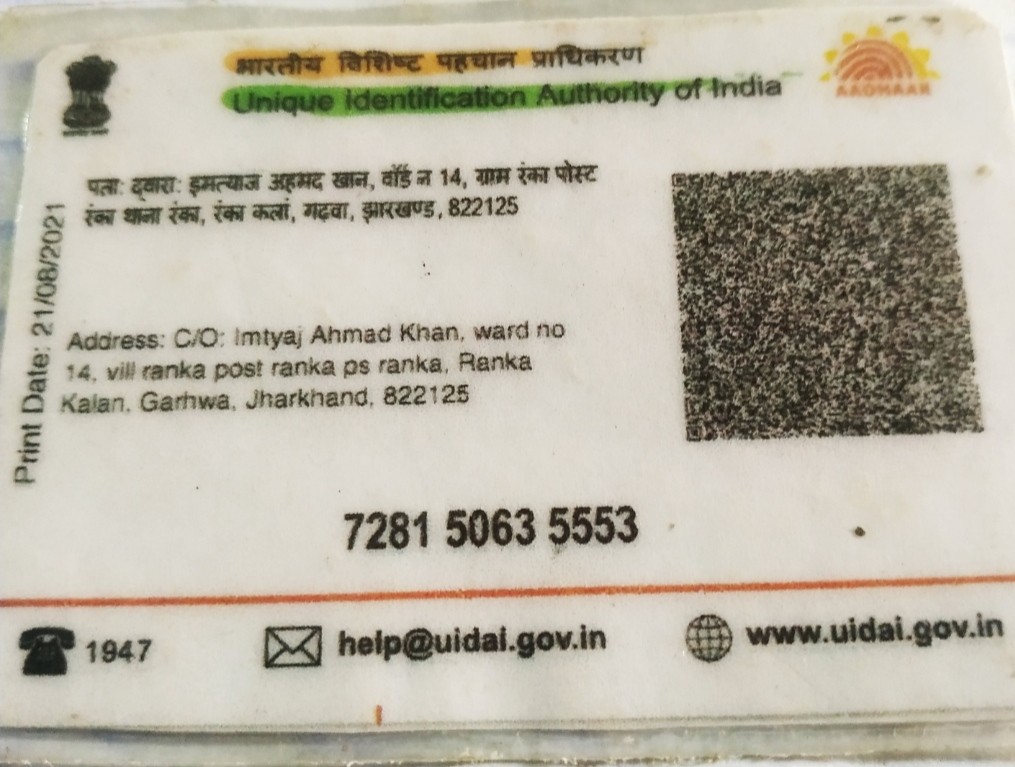 भारतीय विशिष्ट पहचान प्राधिकरण
Unique Identification Authority of India
AADHAAR
पता: द्वारा: इमत्याज अहमद खान, वॉर्ड न 14, ग्राम रंका पोस्ट
रंका थाना रंका, रंका कलां, गढ़वा, झारखण्ड, 822125
Print Date: 21/08/2021
Address: C/O: Imtyaj Ahmad Khan, ward no
14, vill ranka post ranka ps ranka, Ranka
Kalan, Garhwa, Jharkhand, 822125
7281 5063 5553
1947
help@uidai.gov.in
www.uidai.gov.in